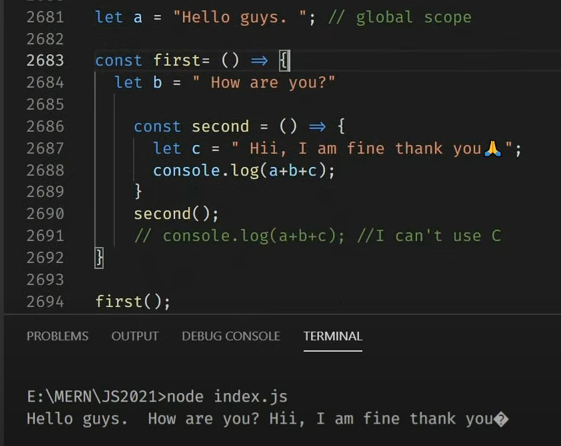 2681 let a = "Hello guys. "; // global scope
2682
2683 const first= () => {
2684 let b = " How are you?"
2685
2686 const second = () => {
2687 let c = " Hii, I am fine thank you🙏";
2688 console.log(a+b+c);
2689 }
2690 second();
2691 // console.log(a+b+c); //I can't use C
2692 }
2693
2694 first();
PROBLEMS OUTPUT DEBUG CONSOLE TERMINAL
E:\MERN\JS2021>node index.js
Hello guys.  How are you? Hii, I am fine thank you�